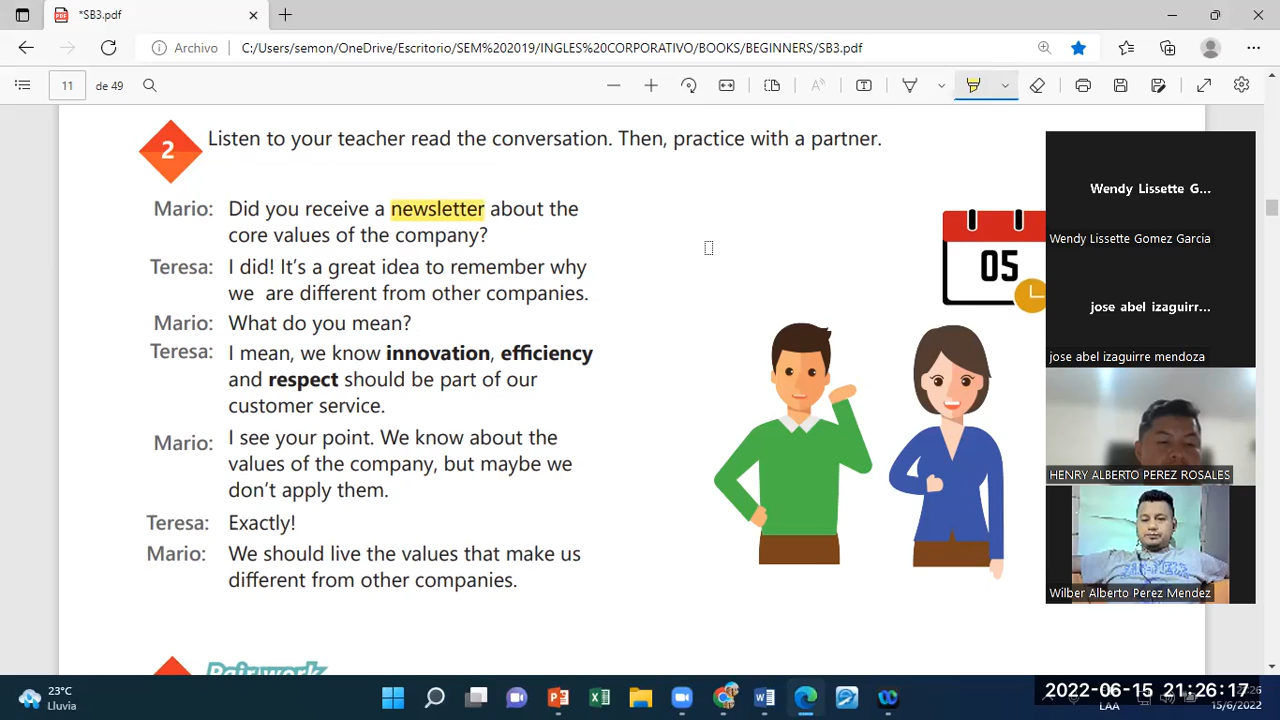 *SB3.pdf
Archivo
C:/Users/semon/OneDrive/Escritorio/SEM%202019/INGLES%20CORPORATIVO/BOOKS/BEGINNERS/SB3.pdf
11 de 49
2
Listen to your teacher read the conversation. Then, practice with a partner.
Mario: Did you receive a newsletter about the
core values of the company?
Teresa: I did! It's a great idea to remember why
we are different from other companies.
Mario: What do you mean?
Teresa: I mean, we know innovation, efficiency
and respect should be part of our
customer service.
Mario: I see your point. We know about the
values of the company, but maybe we
don't apply them.
Teresa: Exactly!
Mario: We should live the values that make us
different from other companies.
05
Pair work
Wendy Lissette G...
Wendy Lissette Gomez Garcia
jose abel izaguirr...
jose abel izaguirre mendoza
HENRY ALBERTO PEREZ ROSALES
Wilber Alberto Perez Mendez
23°C
Lluvia
2022-06-15 21:26:17
LAA
15/6/2022